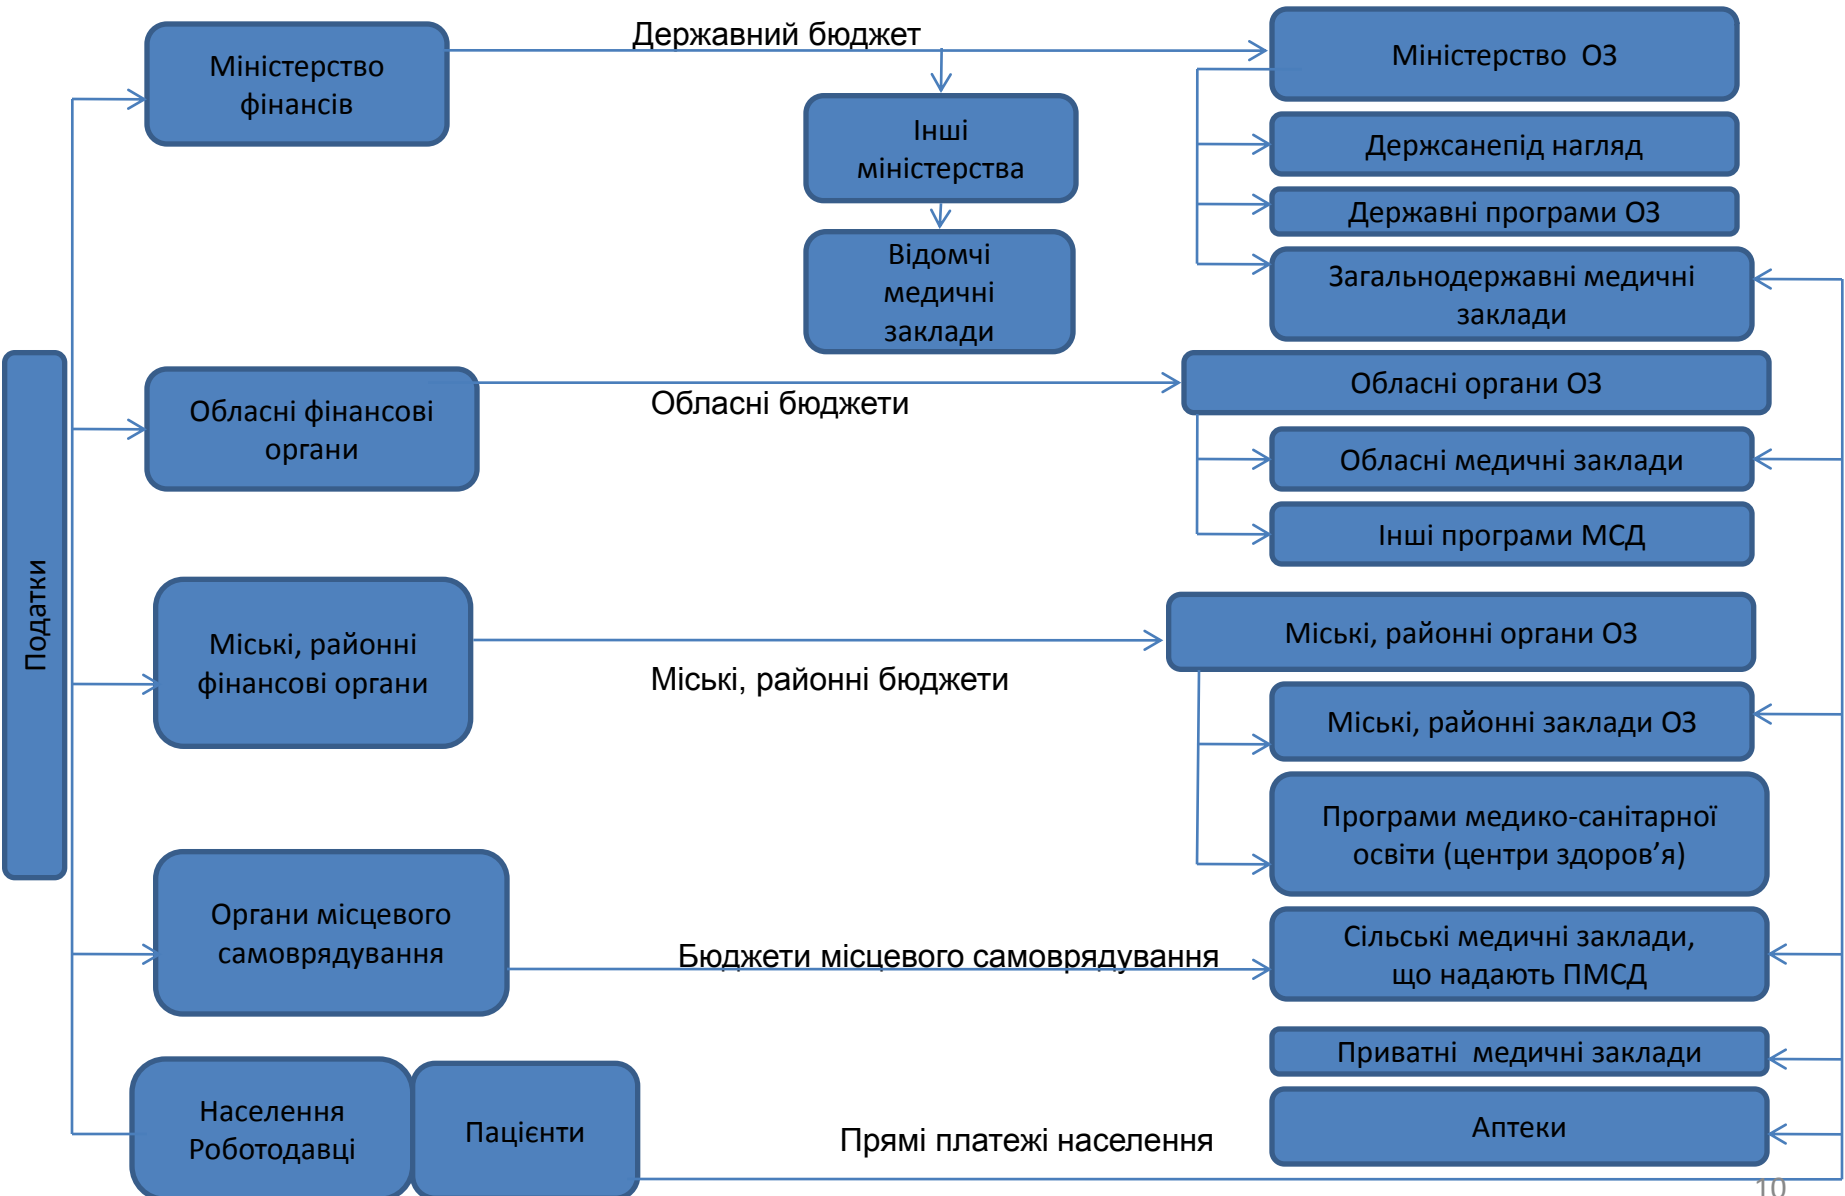 Державний бюджет
Міністерство
фінансів
Міністерство ОЗ
Інші
міністерства
Держсанепід нагляд
Державні програми ОЗ
Відомчі
медичні
заклади
Загальнодержавні медичні
заклади
Обласні фінансові
органи
Обласні бюджети
Обласні органи ОЗ
Обласні медичні заклади
Інші програми МСД
Податки
Міські, районні
фінансові органи
Міські, районні бюджети
Міські, районні органи ОЗ
Міські, районні заклади ОЗ
Програми медико-санітарної
освіти (центри здоров’я)
Органи місцевого
самоврядування
Бюджети місцевого самоврядування
Сільські медичні заклади,
що надають ПМСД
Приватні медичні заклади
Населення
Роботодавці
Пацієнти
Прямі платежі населення
Аптеки
10